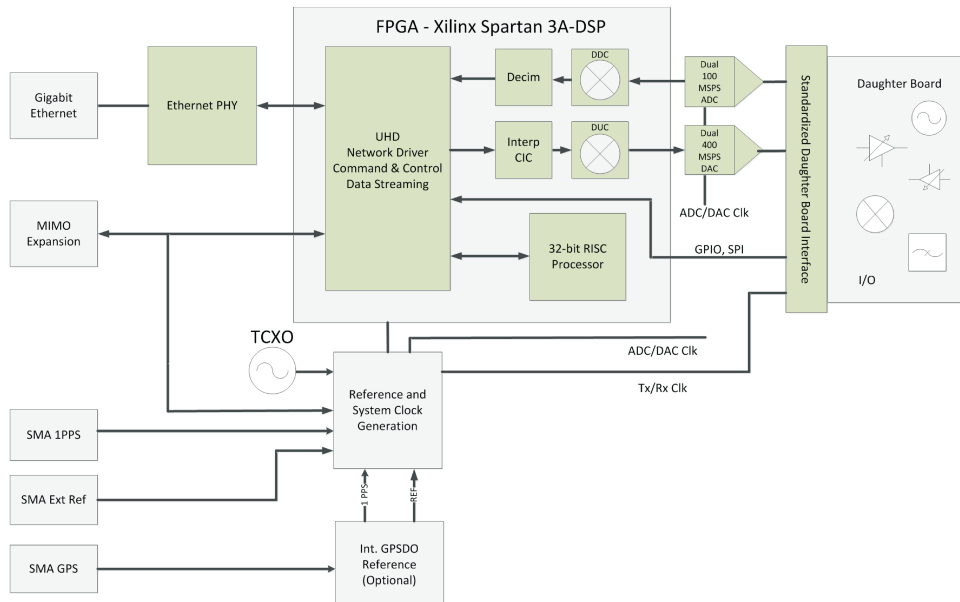 FPGA - Xilinx Spartan 3A-DSP
Gigabit
Ethernet
Ethernet PHY
UHD
Network Driver
Command & Control
Data Streaming
Decim
DDC
Dual
100
MSPS
ADC
Interp
CIC
DUC
Dual
400
MSPS
DAC
ADC/DAC Clk
Standardized Daughter Board Interface
Daughter Board
I/O
MIMO
Expansion
32-bit RISC
Processor
GPIO, SPI
TCXO
ADC/DAC Clk
Tx/Rx Clk
Reference and
System Clock
Generation
SMA 1PPS
SMA Ext Ref
1 PPS
REF
SMA GPS
Int. GPSDO
Reference
(Optional)